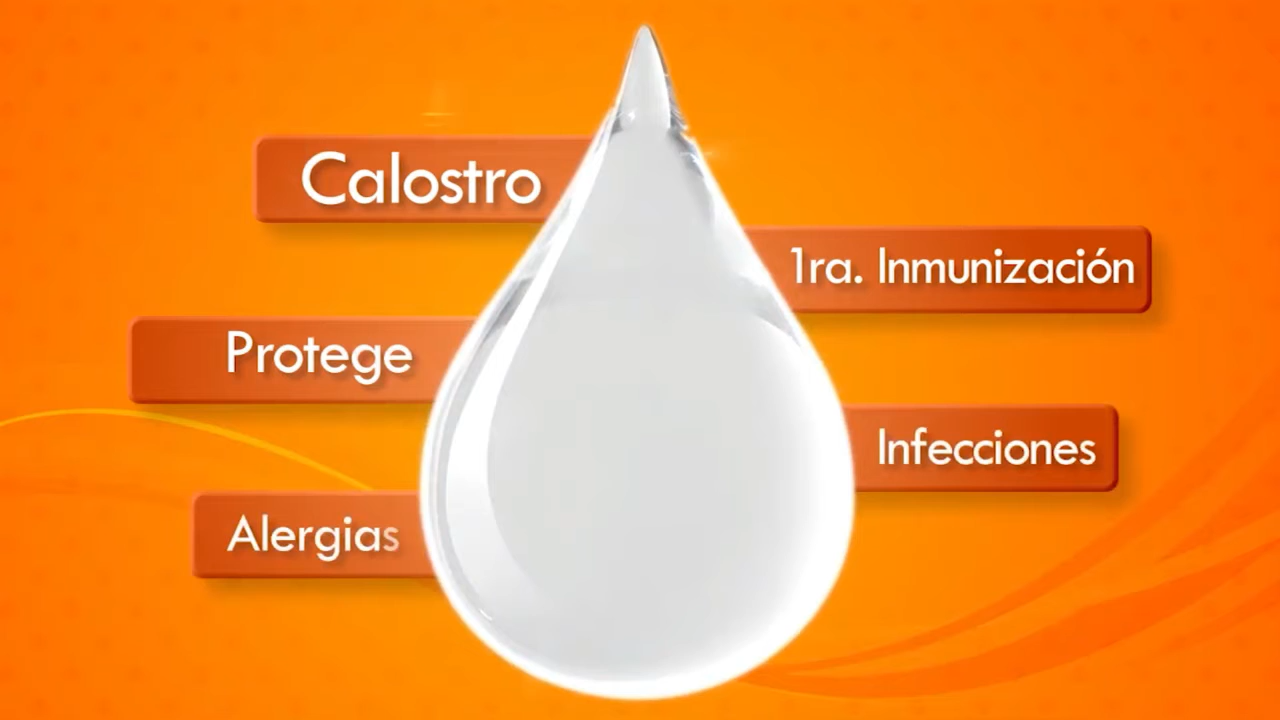 Calostro
1ra. Inmunización
Protege
Infecciones
Alergias